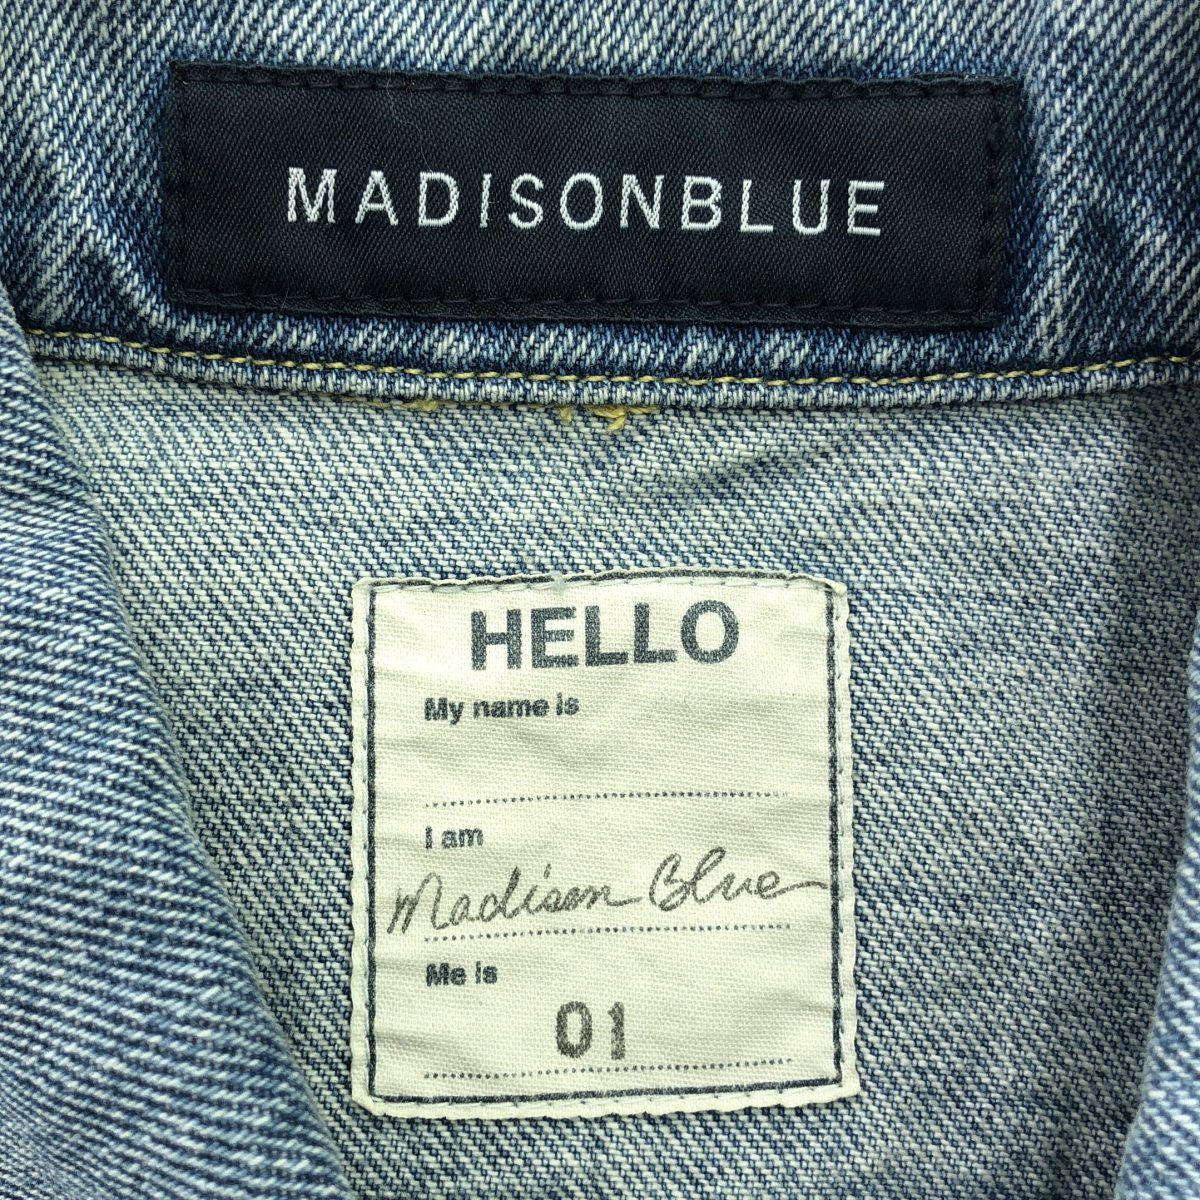 MADISONBLUE
HELLO
My name is
I am
Madison Blue
Me is
01